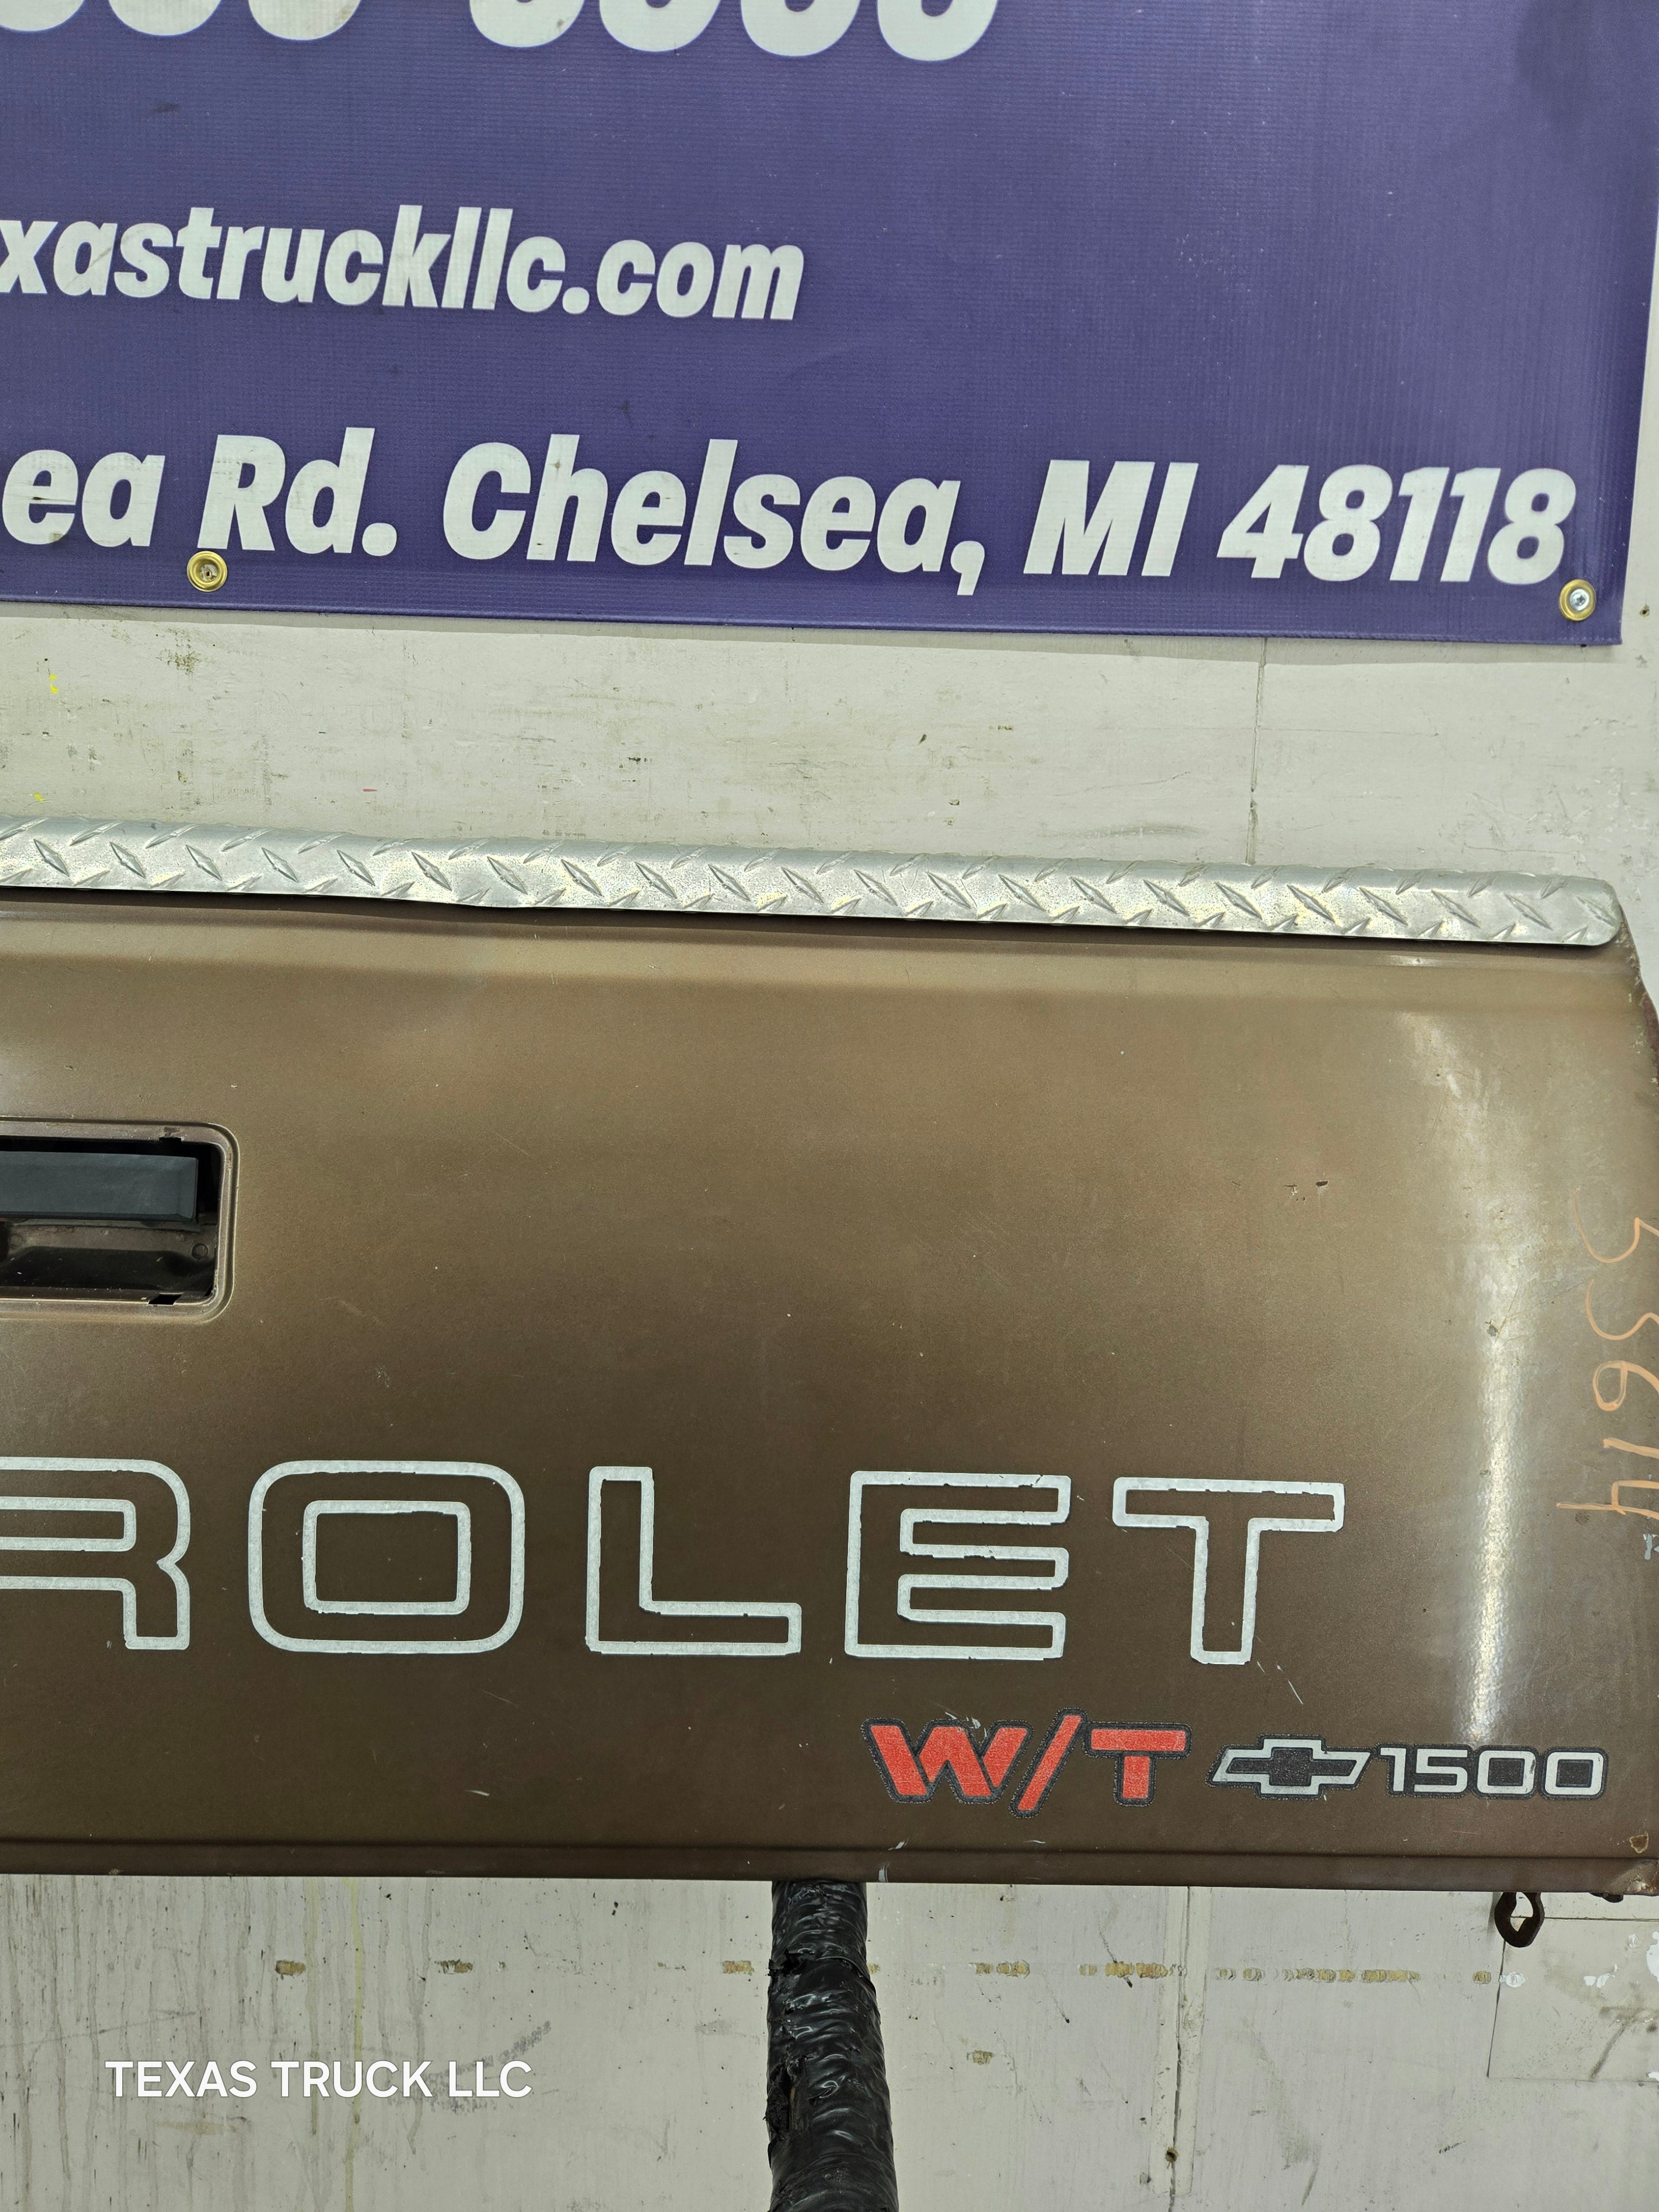 xastruckllc.com
ea Rd. Chelsea, MI 48118
ROLET
W/T 1500
TEXAS TRUCK LLC